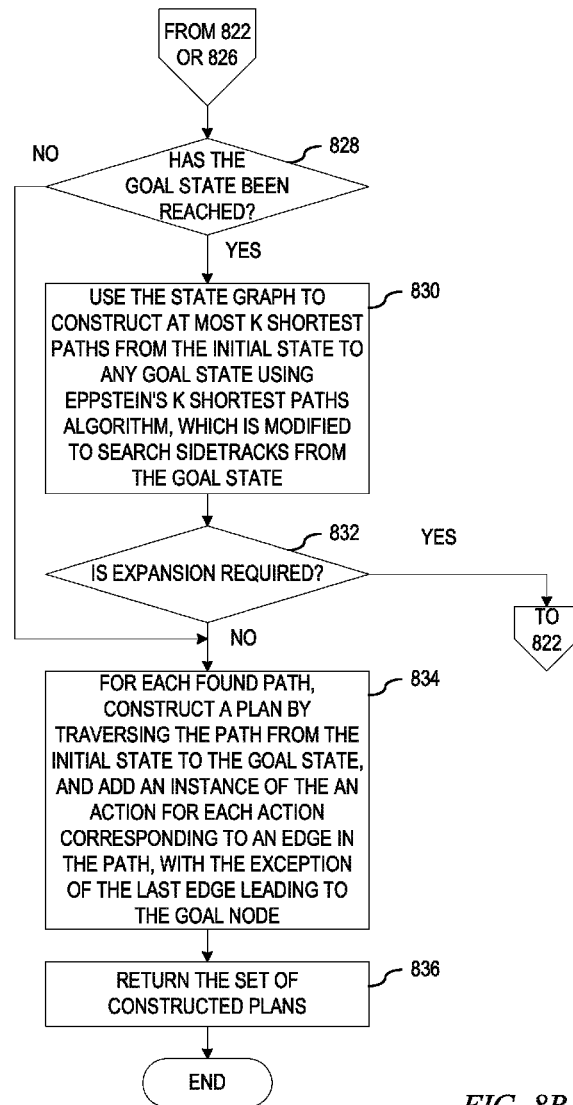 FROM 822
OR 826
NO
828
HAS THE
GOAL STATE BEEN
REACHED?
YES
830
USE THE STATE GRAPH TO
CONSTRUCT AT MOST K SHORTEST
PATHS FROM THE INITIAL STATE TO
ANY GOAL STATE USING
EPPSTEIN'S K SHORTEST PATHS
ALGORITHM, WHICH IS MODIFIED
TO SEARCH SIDETRACKS FROM
THE GOAL STATE
832
YES
IS EXPANSION REQUIRED?
TO
822
NO
834
FOR EACH FOUND PATH,
CONSTRUCT A PLAN BY
TRAVERSING THE PATH FROM THE
INITIAL STATE TO THE GOAL STATE,
AND ADD AN INSTANCE OF THE AN
ACTION FOR EACH ACTION
CORRESPONDING TO AN EDGE IN
THE PATH, WITH THE EXCEPTION
OF THE LAST EDGE LEADING TO
THE GOAL NODE
836
RETURN THE SET OF
CONSTRUCTED PLANS
END
FIG. 8B